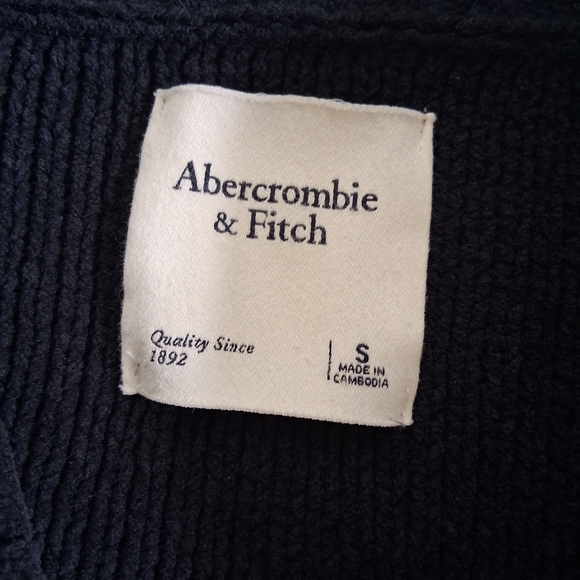 Abercrombie
& Fitch
Quality Since
1892
S
MADE IN
CAMBODIA